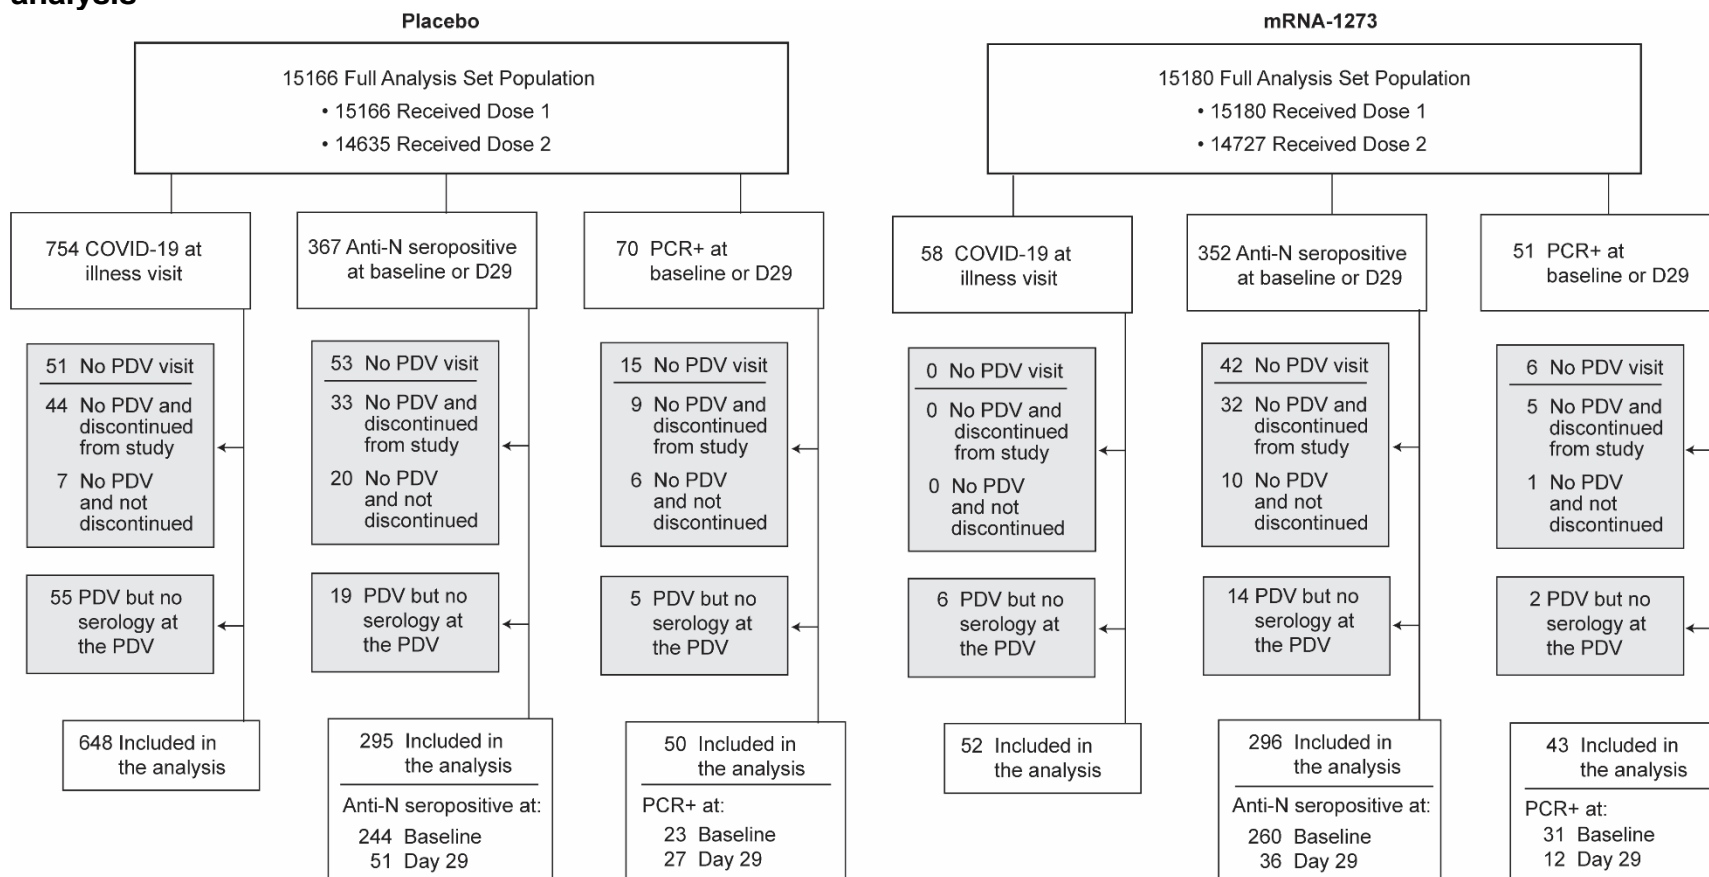 analysis
Placebo
15166 Full Analysis Set Population
• 15166 Received Dose 1
• 14635 Received Dose 2
754 COVID-19 at
illness visit
367 Anti-N seropositive
at baseline or D29
70 PCR+ at
baseline or D29
51 No PDV visit
44 No PDV and
discontinued
from study
7 No PDV
and not
discontinued
53 No PDV visit
33 No PDV and
discontinued
from study
20 No PDV
and not
discontinued
15 No PDV visit
9 No PDV and
discontinued
from study
6 No PDV
and not
discontinued
55 PDV but no
serology at
the PDV
19 PDV but no
serology at
the PDV
5 PDV but no
serology at
the PDV
648 Included in
the analysis
295 Included in
the analysis
Anti-N seropositive at:
244 Baseline
51 Day 29
50 Included in
the analysis
PCR+ at:
23 Baseline
27 Day 29
mRNA-1273
15180 Full Analysis Set Population
• 15180 Received Dose 1
• 14727 Received Dose 2
58 COVID-19 at
illness visit
352 Anti-N seropositive
at baseline or D29
51 PCR+ at
baseline or D29
0 No PDV visit
0 No PDV and
discontinued
from study
0 No PDV
and not
discontinued
42 No PDV visit
32 No PDV and
discontinued
from study
10 No PDV
and not
discontinued
6 No PDV visit
5 No PDV and
discontinued
from study
1 No PDV
and not
discontinued
6 PDV but no
serology at
the PDV
14 PDV but no
serology at
the PDV
2 PDV but no
serology at
the PDV
52 Included in
the analysis
296 Included in
the analysis
Anti-N seropositive at:
260 Baseline
36 Day 29
43 Included in
the analysis
PCR+ at:
31 Baseline
12 Day 29